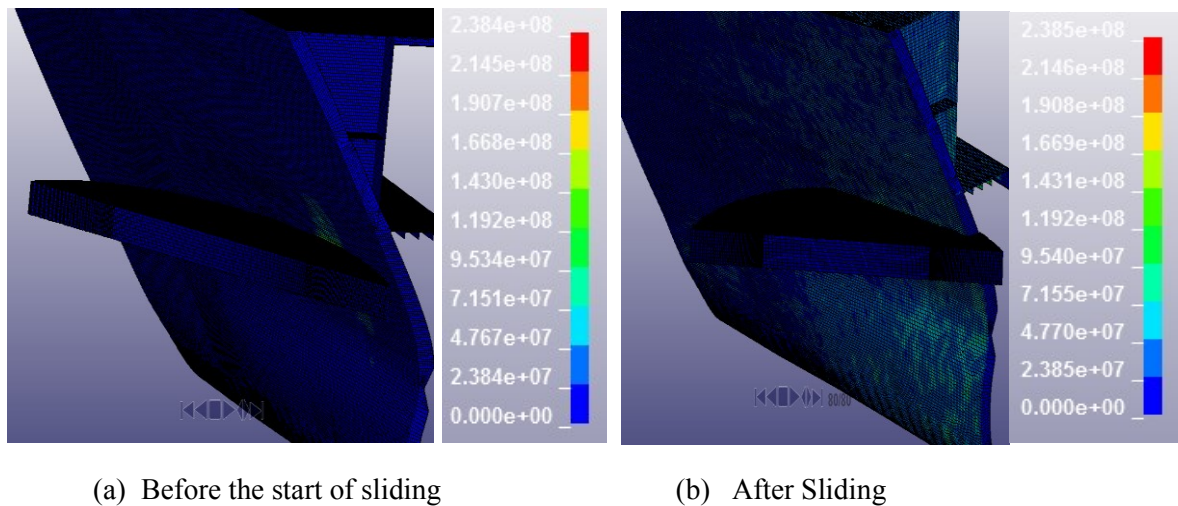 2.384e+08
2.145e+08
1.907e+08
1.668e+08
1.430e+08
1.192e+08
9.534e+07
7.151e+07
4.767e+07
2.384e+07
0.000e+00
2.385e+08
2.146e+08
1.908e+08
1.669e+08
1.431e+08
1.192e+08
9.540e+07
7.155e+07
4.770e+07
2.385e+07
0.000e+00
80/80
(a) Before the start of sliding
(b) After Sliding